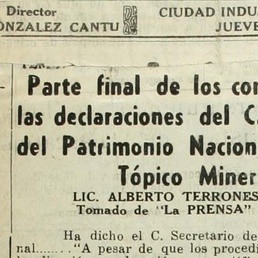 Director
GONZALEZ CANTU
CIUDAD INDU
JUEVE
Parte final de los con
las declaraciones del C.
del Patrimonio Nacion
Tópico Miner
LIC. ALBERTO TERRONES
Tomado de "La PRENSA"
Ha dicho el C. Secretario de
nal....... "A pesar de que los procedi